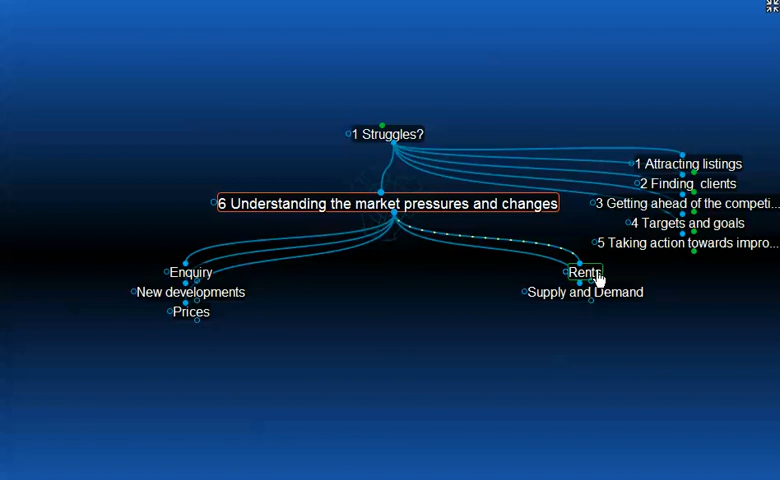 1 Struggles?
1 Attracting listings
2 Finding clients
6 Understanding the market pressures and changes
3 Getting ahead of the competi...
4 Targets and goals
5 Taking action towards impro...
Enquiry
Rents
New developments
Supply and Demand
Prices